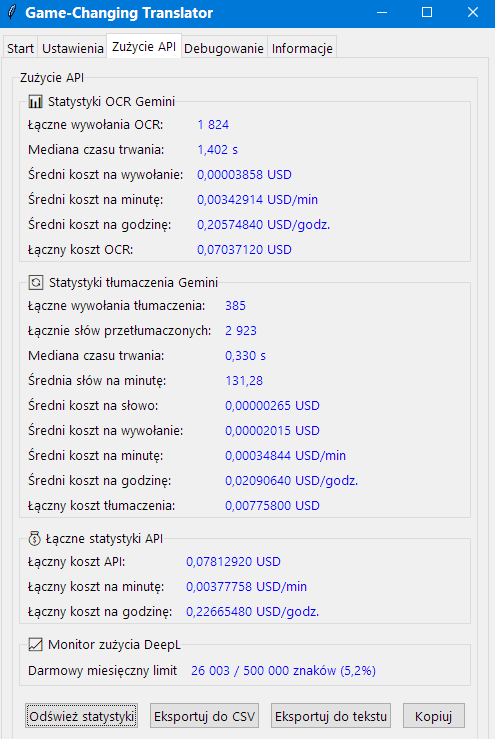 Game-Changing Translator
Start Ustawienia Zużycie API Debugowanie Informacje
Zużycie API
Statystyki OCR Gemini
Łączne wywołania OCR: 1 824
Mediana czasu trwania: 1,402 s
Średni koszt na wywołanie: 0,00003858 USD
Średni koszt na minutę: 0,00342914 USD/min
Średni koszt na godzinę: 0,20574840 USD/godz.
Łączny koszt OCR: 0,07037120 USD
Statystyki tłumaczenia Gemini
Łączne wywołania tłumaczenia: 385
Łącznie słów przetłumaczonych: 2 923
Mediana czasu trwania: 0,330 s
Średnia słów na minutę: 131,28
Średni koszt na słowo: 0,00000265 USD
Średni koszt na wywołanie: 0,00002015 USD
Średni koszt na minutę: 0,00034844 USD/min
Średni koszt na godzinę: 0,02090640 USD/godz.
Łączny koszt tłumaczenia: 0,00775800 USD
Łączne statystyki API
Łączny koszt API: 0,07812920 USD
Łączny koszt na minutę: 0,00377758 USD/min
Łączny koszt na godzinę: 0,22665480 USD/godz.
Monitor zużycia DeepL
Darmowy miesięczny limit 26 003 / 500 000 znaków (5,2%)
Odśwież statystyki Eksportuj do CSV Eksportuj do tekstu Kopiuj